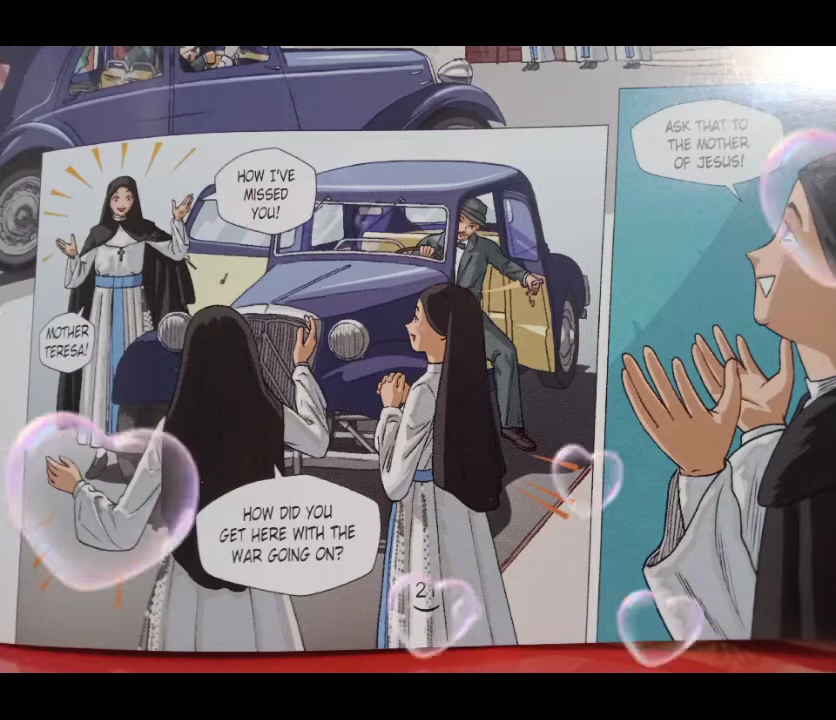 HOW I'VE
MISSED
YOU!
MOTHER
TERESA!
HOW DID YOU
GET HERE WITH THE
WAR GOING ON?
ASK THAT TO
THE MOTHER
OF JESUS!